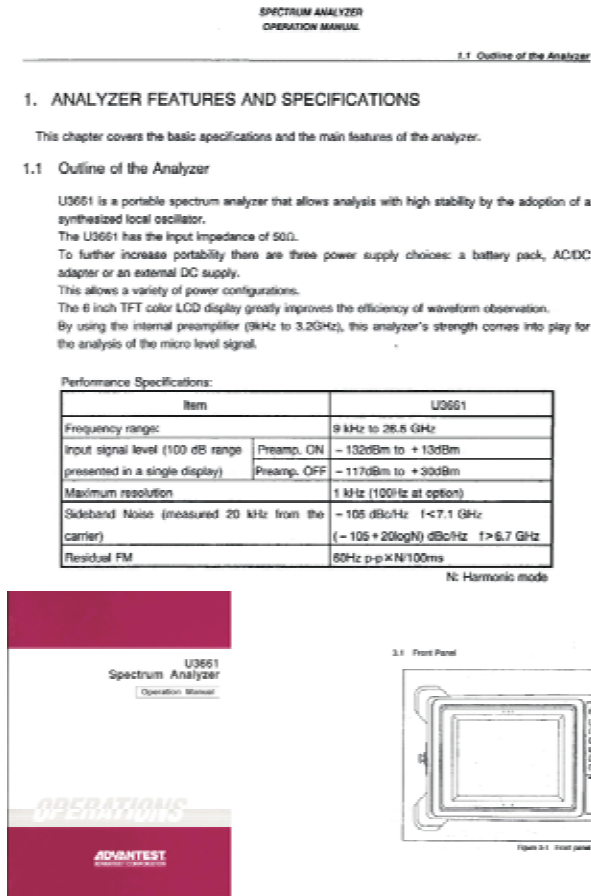 SPECTRUM ANALYZER
OPERATION MANUAL
1.1 Outline of the Analyzer
1. ANALYZER FEATURES AND SPECIFICATIONS
This chapter covers the basic specifications and the main features of the analyzer.
1.1 Outline of the Analyzer
U3661 is a portable spectrum analyzer that allows analysis with high stability by the adoption of a
synthesized local oscillator.
The U3661 has the input impedance of 50Ω.
To further increase portability there are three power supply choices: a battery pack, AC/DC
adapter or an external DC supply.
This allows a variety of power configurations.
The 6 inch TFT color LCD display greatly improves the efficiency of waveform observation.
By using the internal preamplifier (9kHz to 3.2GHz), this analyzer's strength comes into play for
the analysis of the micro level signal.
Performance Specifications:
Item U3661
Frequency range: 9 kHz to 26.5 GHz
Input signal level (100 dB range Preamp. ON −132dBm to +13dBm
presented in a single display) Preamp. OFF −117dBm to +30dBm
Maximum resolution 1 kHz (100Hz at option)
Sideband Noise (measured 20 kHz from the −105 dBc/Hz f<7.1 GHz
carrier) (−105+20logN) dBc/Hz f>6.7 GHz
Residual FM 60Hz p-p×N/100ms
N: Harmonic mode
U3661
Spectrum Analyzer
Operation Manual
OPERATIONS
ADVANTEST
3.1 Front Panel
Figure 3-1 Front panel